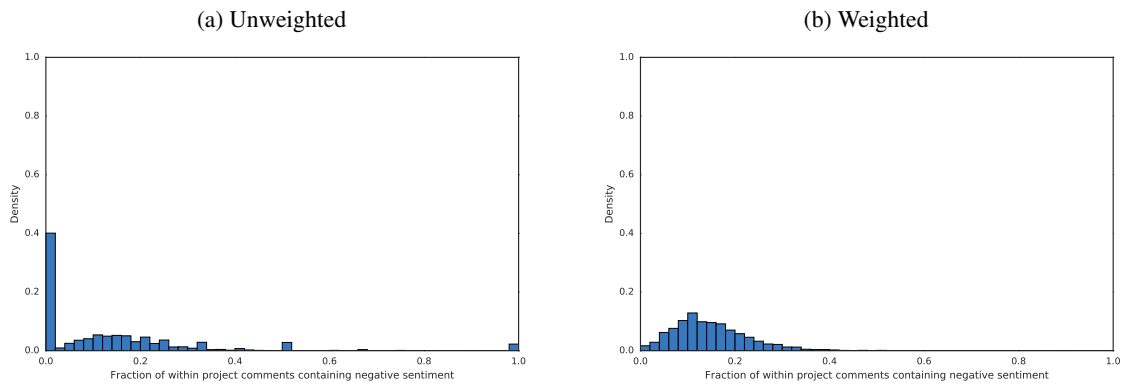 (a) Unweighted
1.0
0.8
0.6
0.4
0.2
0.0
Density
0.0 0.2 0.4 0.6 0.8 1.0
Fraction of within project comments containing negative sentiment
(b) Weighted
1.0
0.8
0.6
0.4
0.2
0.0
Density
0.0 0.2 0.4 0.6 0.8 1.0
Fraction of within project comments containing negative sentiment